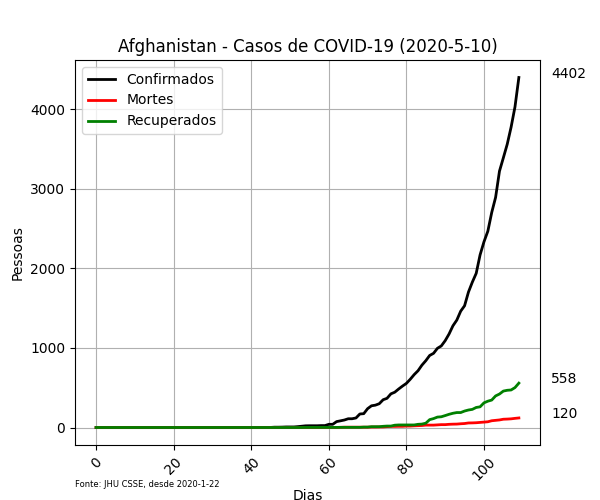 Afghanistan - Casos de COVID-19 (2020-5-10)
Confirmados
Mortes
Recuperados
4402
558
120
Pessoas
4000
3000
2000
1000
0
0
20
40
60
80
100
Fonte: JHU CSSE, desde 2020-1-22
Dias